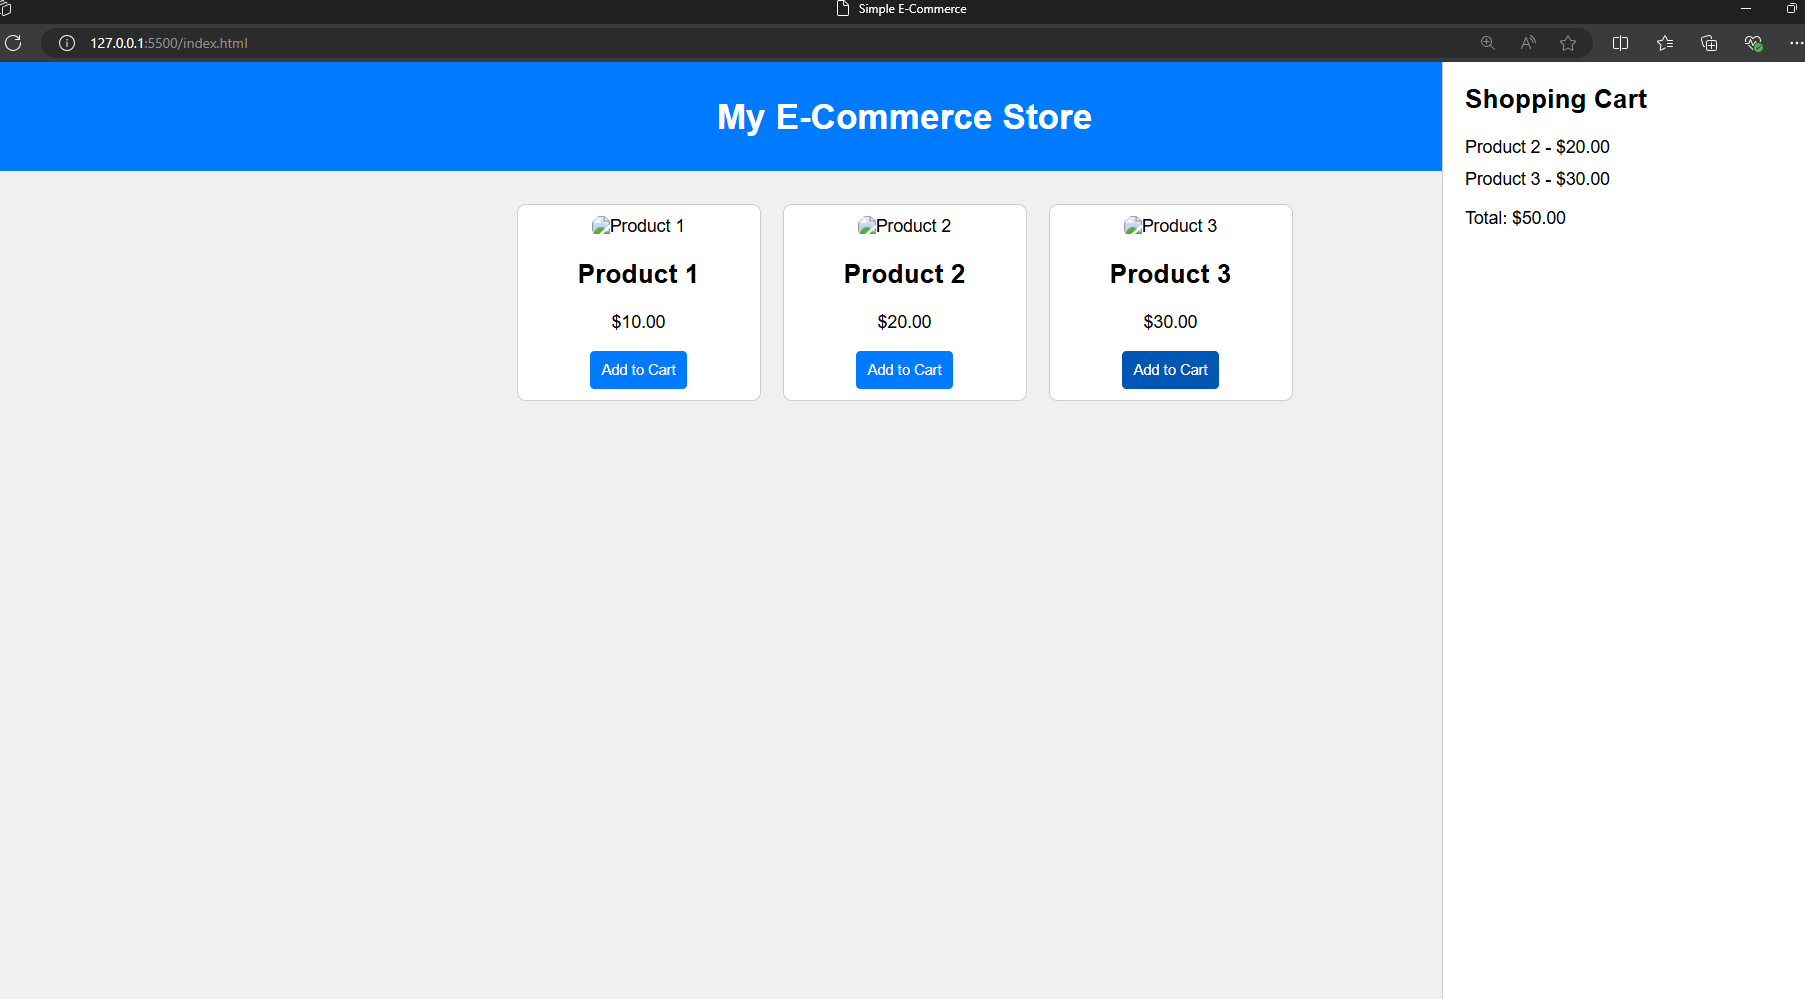 Simple E-Commerce
127.0.0.1:5500/index.html
My E-Commerce Store
Product 1
Product 1
$10.00
Add to Cart
Product 2
Product 2
$20.00
Add to Cart
Product 3
Product 3
$30.00
Add to Cart
Shopping Cart
Product 2 - $20.00
Product 3 - $30.00
Total: $50.00